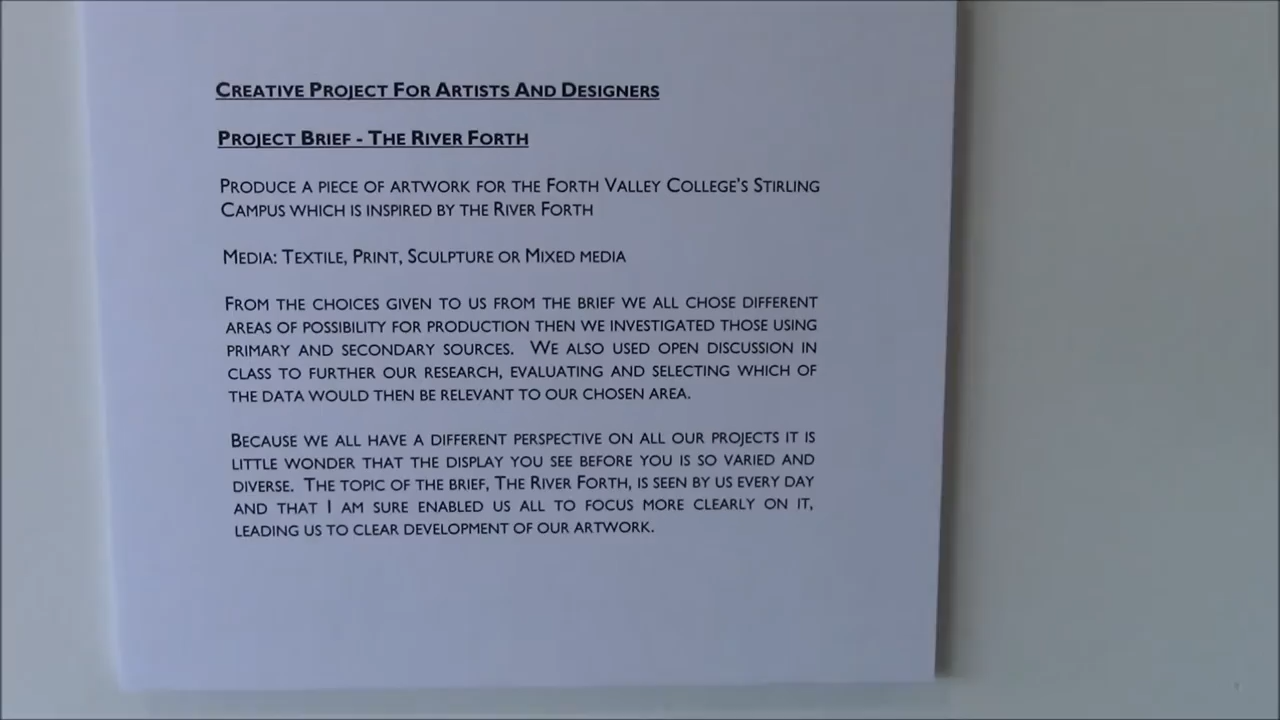 CREATIVE PROJECT FOR ARTISTS AND DESIGNERS
PROJECT BRIEF - THE RIVER FORTH
PRODUCE A PIECE OF ARTWORK FOR THE FORTH VALLEY COLLEGE'S STIRLING
CAMPUS WHICH IS INSPIRED BY THE RIVER FORTH
MEDIA: TEXTILE, PRINT, SCULPTURE OR MIXED MEDIA
FROM THE CHOICES GIVEN TO US FROM THE BRIEF WE ALL CHOSE DIFFERENT
AREAS OF POSSIBILITY FOR PRODUCTION THEN WE INVESTIGATED THOSE USING
PRIMARY AND SECONDARY SOURCES. WE ALSO USED OPEN DISCUSSION IN
CLASS TO FURTHER OUR RESEARCH, EVALUATING AND SELECTING WHICH OF
THE DATA WOULD THEN BE RELEVANT TO OUR CHOSEN AREA.
BECAUSE WE ALL HAVE A DIFFERENT PERSPECTIVE ON ALL OUR PROJECTS IT IS
LITTLE WONDER THAT THE DISPLAY YOU SEE BEFORE YOU IS SO VARIED AND
DIVERSE. THE TOPIC OF THE BRIEF, THE RIVER FORTH, IS SEEN BY US EVERY DAY
AND THAT I AM SURE ENABLED US ALL TO FOCUS MORE CLEARLY ON IT,
LEADING US TO CLEAR DEVELOPMENT OF OUR ARTWORK.